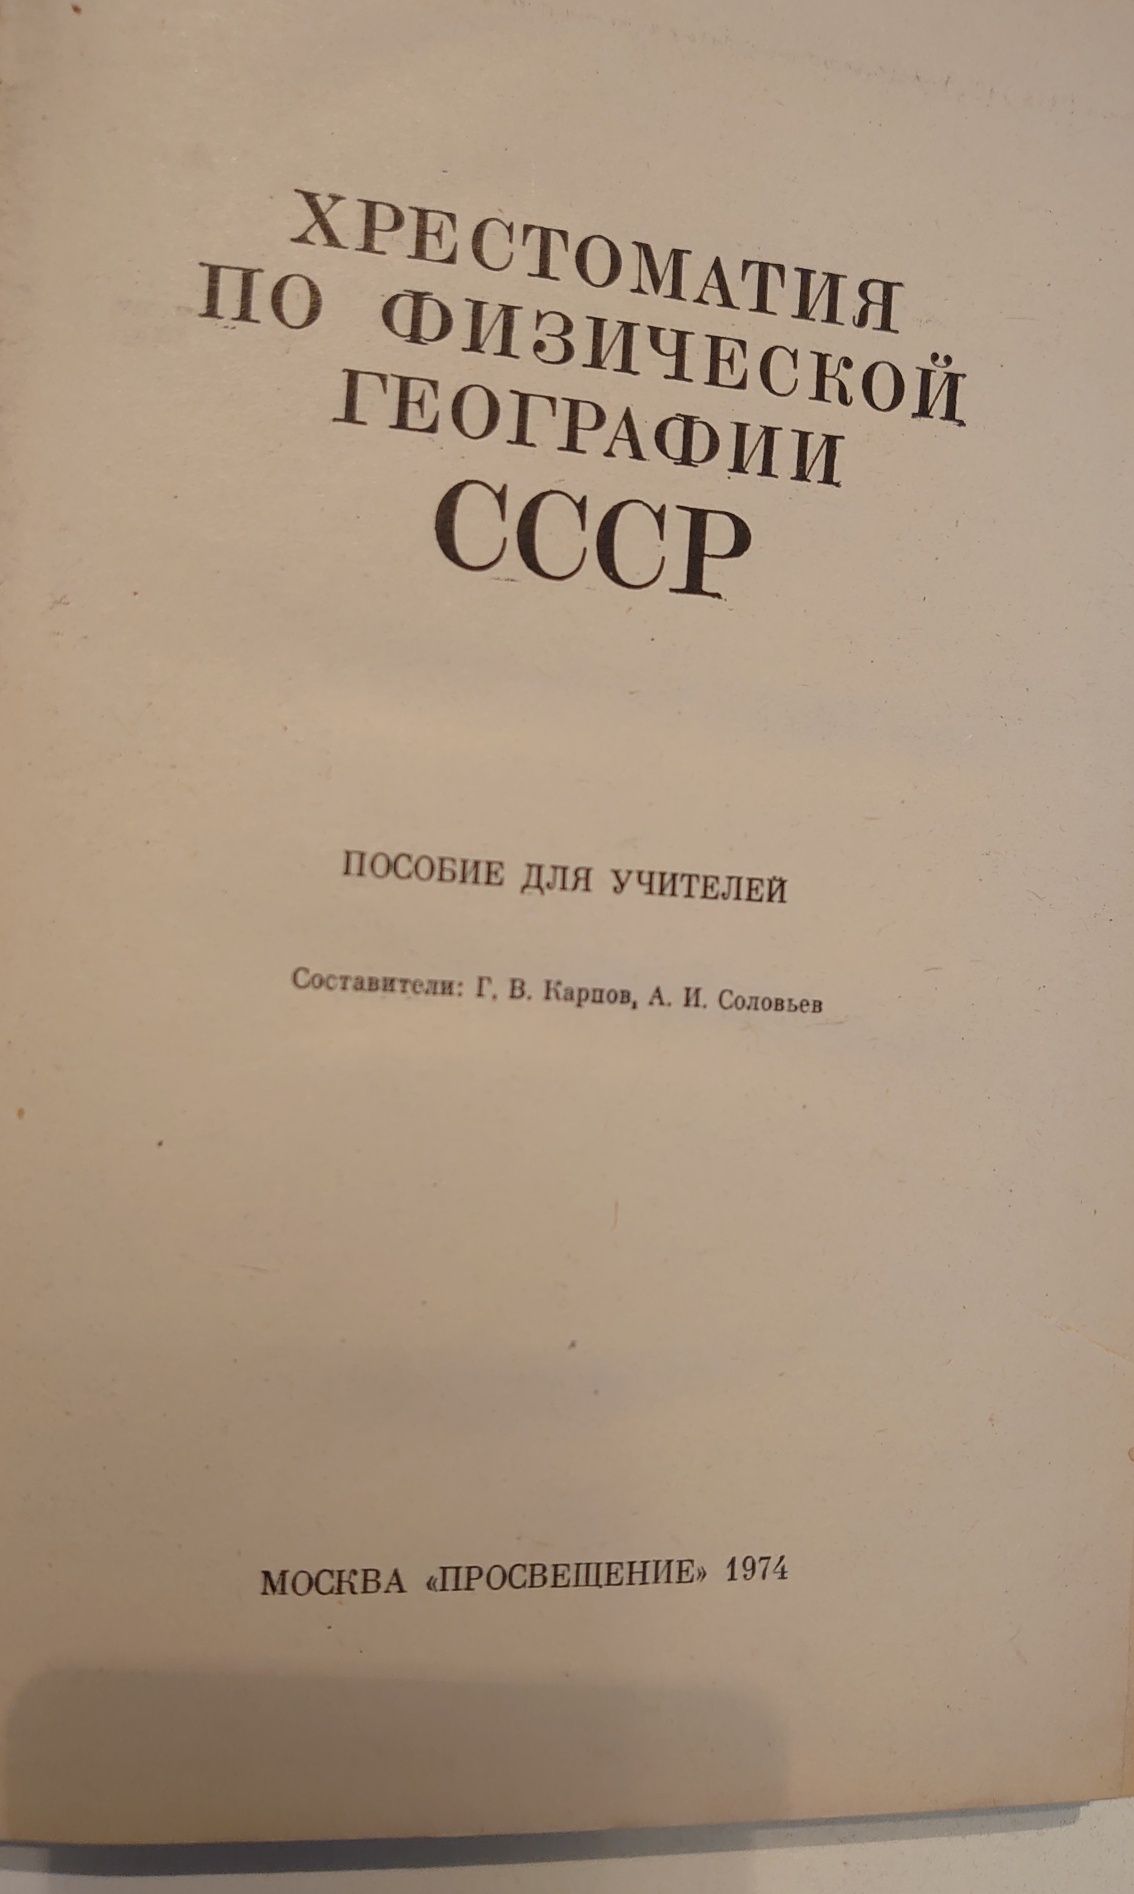 ХРЕСТОМАТИЯ
ПО ФИЗИЧЕСКОЙ
ГЕОГРАФИИ
СССР
ПОСОБИЕ ДЛЯ УЧИТЕЛЕЙ
Составители: Г. В. Карпов, А. И. Соловьев
МОСКВА «ПРОСВЕЩЕНИЕ» 1974